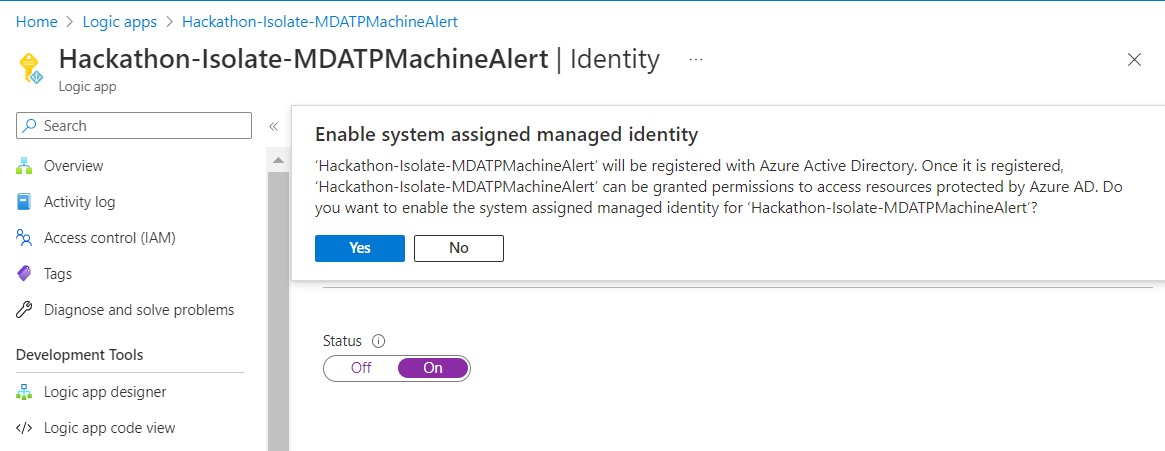 Home > Logic apps > Hackathon-Isolate-MDATPMachineAlert
Hackathon-Isolate-MDATPMachineAlert | Identity ...
Logic app
Search
«
Overview
Activity log
Access control (IAM)
Tags
Diagnose and solve problems
Development Tools
Logic app designer
Logic app code view
Enable system assigned managed identity
‘Hackathon-Isolate-MDATPMachineAlert’ will be registered with Azure Active Directory. Once it is registered,
‘Hackathon-Isolate-MDATPMachineAlert’ can be granted permissions to access resources protected by Azure AD. Do
you want to enable the system assigned managed identity for ‘Hackathon-Isolate-MDATPMachineAlert’?
Yes No
Status
Off On